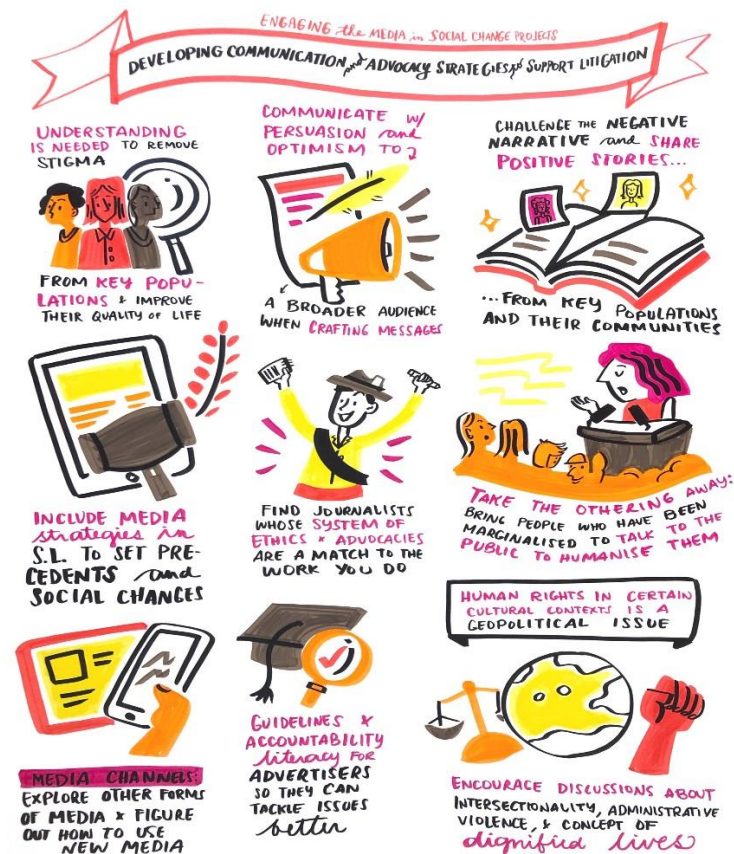 ENGAGING the MEDIA in SOCIAL CHANGE PROJECTS
DEVELOPING COMMUNICATION and ADVOCACY STRATEGIES to SUPPORT LITIGATION
UNDERSTANDING
IS NEEDED TO REMOVE
STIGMA
FROM KEY POPU-
LATIONS & IMPROVE
THEIR QUALITY OF LIFE
COMMUNICATE W/
PERSUASION and
OPTIMISM TO
A BROADER AUDIENCE
WHEN CRAFTING MESSAGES
CHALLENGE THE NEGATIVE
NARRATIVE and SHARE
POSITIVE STORIES...
...FROM KEY POPULATIONS
AND THEIR COMMUNITIES
INCLUDE MEDIA
strategies in
S.L. TO SET PRE-
CEDENTS and
SOCIAL CHANGES
FIND JOURNALISTS
WHOSE SYSTEM OF
ETHICS & ADVOCACIES
ARE A MATCH TO THE
WORK YOU DO
TAKE THE OTHERING AWAY:
BRING PEOPLE WHO HAVE BEEN
MARGINALISED TO TALK TO THE
PUBLIC TO HUMANISE THEM
MEDIA CHANNELS:
EXPLORE OTHER FORMS
OF MEDIA & FIGURE
OUT HOW TO USE
NEW MEDIA
GUIDELINES &
ACCOUNTABILITY
literacy FOR
ADVERTISERS
SO THEY CAN
TACKLE ISSUES
better
HUMAN RIGHTS IN CERTAIN
CULTURAL CONTEXTS IS A
GEOPOLITICAL ISSUE
ENCOURAGE DISCUSSIONS ABOUT
INTERSECTIONALITY, ADMINISTRATIVE
VIOLENCE, & CONCEPT OF
dignified lives